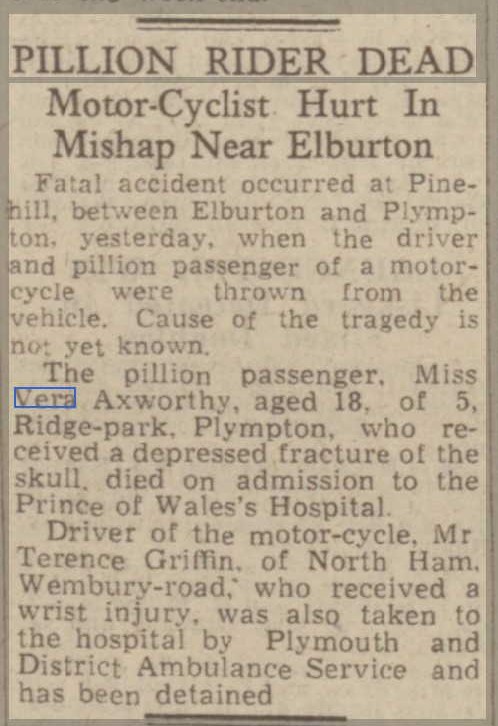 PILLION RIDER DEAD
Motor-Cyclist Hurt In
Mishap Near Elburton
Fatal accident occurred at Pine-
hill, between Elburton and Plymp-
ton, yesterday, when the driver
and pillion passenger of a motor-
cycle were thrown from the
vehicle. Cause of the tragedy is
not yet known.
The pillion passenger, Miss
Vera Axworthy, aged 18, of 5,
Ridge-park, Plympton, who re-
ceived a depressed fracture of the
skull, died on admission to the
Prince of Wales's Hospital.
Driver of the motor-cycle, Mr
Terence Griffin, of North Ham,
Wembury-road, who received a
wrist injury, was also taken to
the hospital by Plymouth and
District Ambulance Service and
has been detained